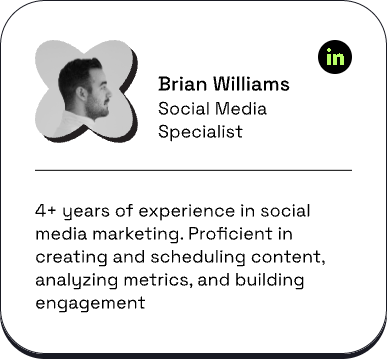 in
Brian Williams
Social Media
Specialist
4+ years of experience in social
media marketing. Proficient in
creating and scheduling content,
analyzing metrics, and building
engagement